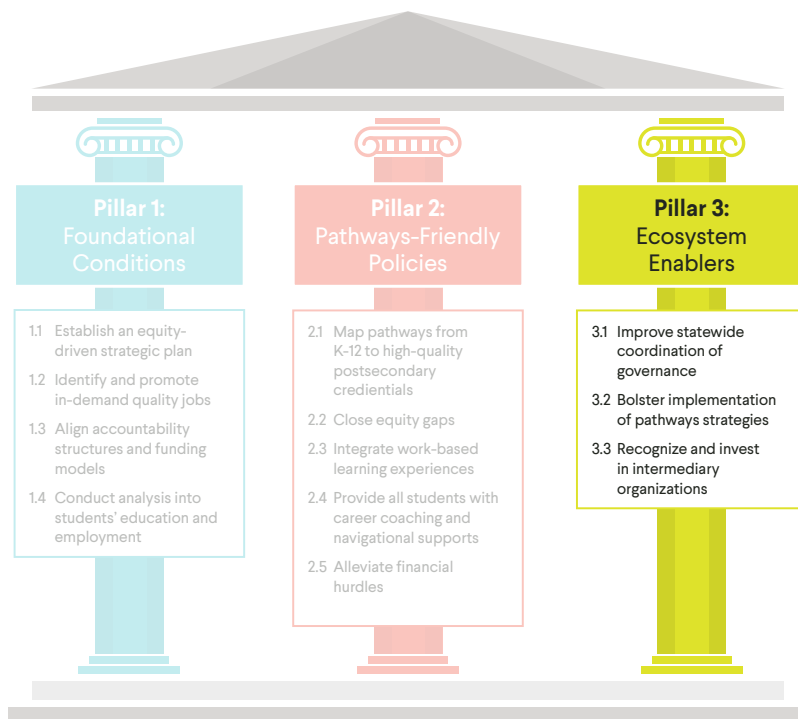 Pillar 1:
Foundational
Conditions
1.1 Establish an equity-
driven strategic plan
1.2 Identify and promote
in-demand quality jobs
1.3 Align accountability
structures and funding
models
1.4 Conduct analysis into
students’ education and
employment
Pillar 2:
Pathways-Friendly
Policies
2.1 Map pathways from
K-12 to high-quality
postsecondary
credentials
2.2 Close equity gaps
2.3 Integrate work-based
learning experiences
2.4 Provide all students with
career coaching and
navigational supports
2.5 Alleviate financial
hurdles
Pillar 3:
Ecosystem
Enablers
3.1 Improve statewide
coordination of
governance
3.2 Bolster implementation
of pathways strategies
3.3 Recognize and invest
in intermediary
organizations